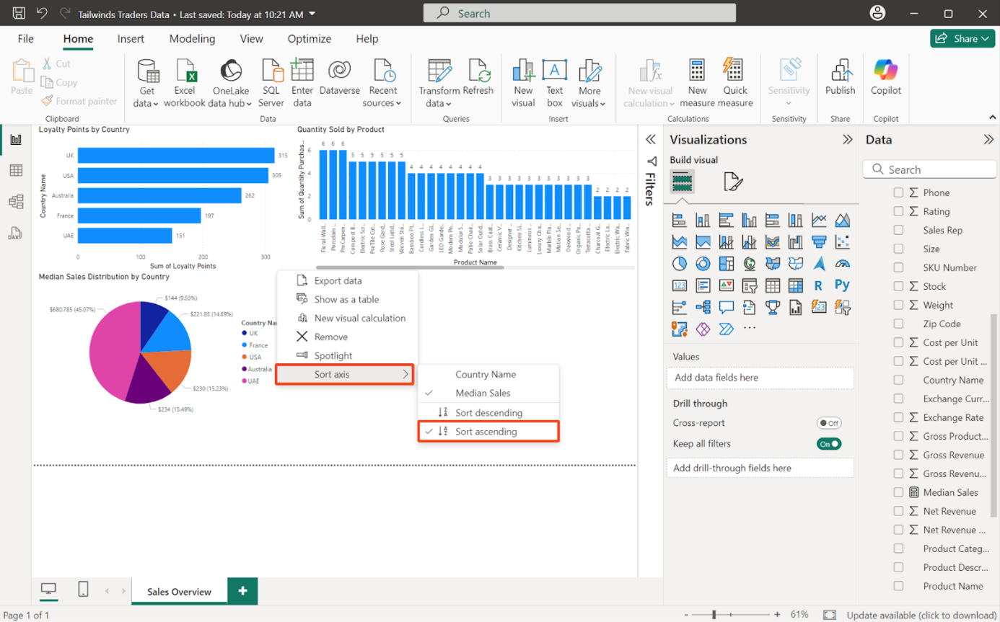 Tailwinds Traders Data • Last saved: Today at 10:21 AM
Search
File Home Insert Modeling View Optimize Help
Share
Paste
Cut
Copy
Format painter
Clipboard
Get data
Excel workbook
OneLake data hub
SQL Server
Enter data
Dataverse
Recent sources
Data
Transform data
Refresh
Queries
New visual
Text box
More visuals
Insert
New visual calculation
New measure
Quick measure
Calculations
Sensitivity
Sensitivity
Publish
Share
Copilot
Copilot
Loyalty Points by Country
Country Name
UK 315
USA 305
Australia 262
France 197
UAE 151
0 100 200 300
Sum of Loyalty Points
Quantity Sold by Product
Sum of Quantity Purchas...
6
4
2
0
6 6 6 5 5 5 5 5 5 4 4 4 4 4 4 4 4 3 3 3 3 3 3 3 3 3 3 3 2 2 2 2
Floral Wall...
Porcelain ...
ProCarpen...
Compost B...
Electric Scr...
ProTile Cut...
Rose Gard...
Steel Ladd...
Woven Sto...
Bamboo Pl...
Cordless L...
Garden Gl...
LED Garde...
Modern Pe...
Modular S...
Patio Chair...
Solar Outd...
Brass Coat...
Ceramic V...
Designer ...
Kitchen Si...
Luminous ...
Luxury Cha...
Marble Flo...
Motion Se...
Oakwood ...
Organic Po...
Terracotta ...
Charcoal G...
Electric La...
Electric Wa...
Fabric Win...
Product Name
Median Sales Distribution by Country
$144 (9.53%)
$221.85 (14.69%)
$230 (15.23%)
$234 (15.49%)
$680.785 (45.07%)
Country Na
UK
France
USA
Australia
UAE
Export data
Show as a table
New visual calculation
Remove
Spotlight
Sort axis
Country Name
Median Sales
Sort descending
Sort ascending
Filters
Visualizations
Build visual
123
R
Py
123
...
Values
Add data fields here
Drill through
Cross-report
Off
Keep all filters
On
Add drill-through fields here
Data
Search
Phone
Rating
Sales Rep
Size
SKU Number
Stock
Weight
Zip Code
Cost per Unit
Cost per Unit ...
Country Name
Exchange Curr...
Exchange Rate
Gross Product...
Gross Revenue
Gross Revenu...
Median Sales
Net Revenue
Net Revenue ...
Product Categ...
Product Descr...
Product Name
Sales Overview
Page 1 of 1
- + 61%
Update available (click to download)